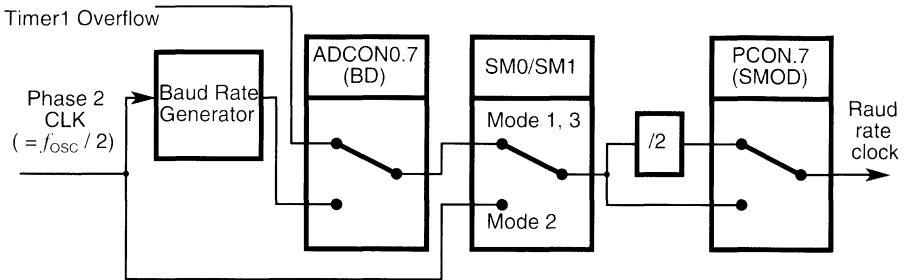 Timer1 Overflow
Phase 2
CLK
( = fOSC / 2)
Baud Rate
Generator
ADCON0.7
(BD)
SM0/SM1
Mode 1, 3
Mode 2
/2
PCON.7
(SMOD)
Raud
rate
clock